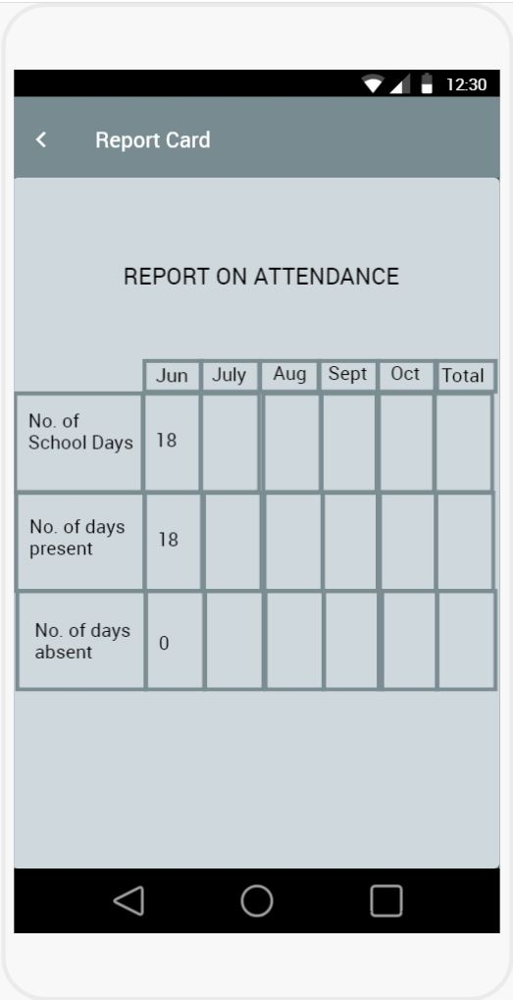 12:30
Report Card
REPORT ON ATTENDANCE
Jun July Aug Sept Oct Total
No. of
School Days 18
No. of days
present 18
No. of days
absent 0